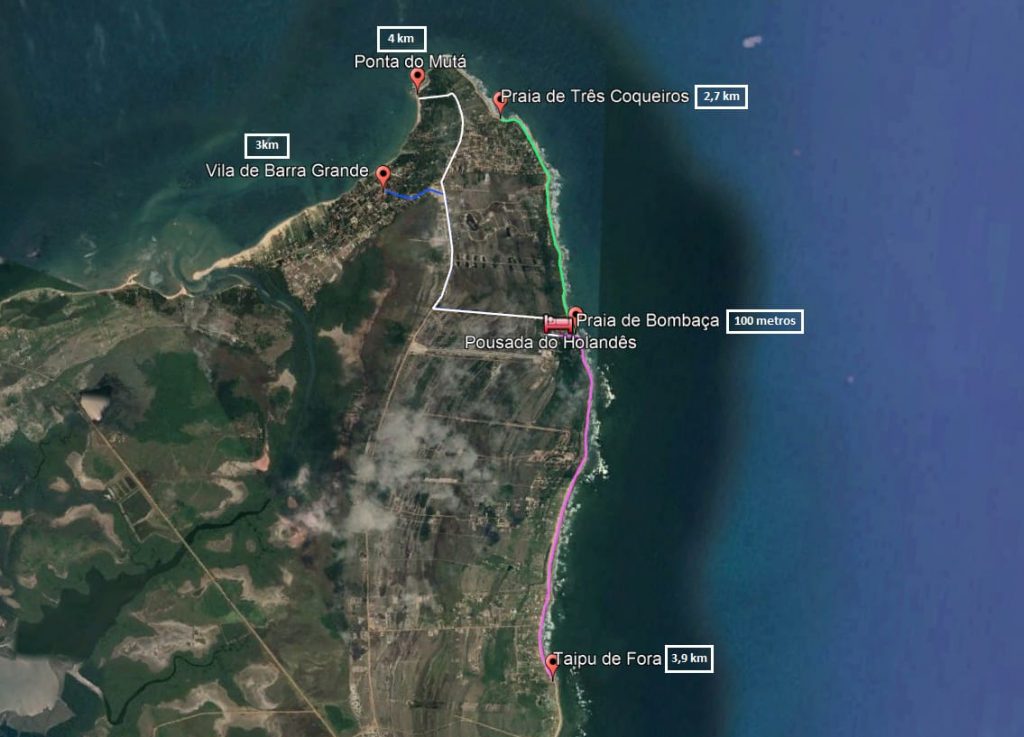 4 km
Ponta do Mutá
Praia de Três Coqueiros 2,7 km
3km
Vila de Barra Grande
Praia de Bombaça 100 metros
Pousada do Holandês
Taipu de Fora 3,9 km